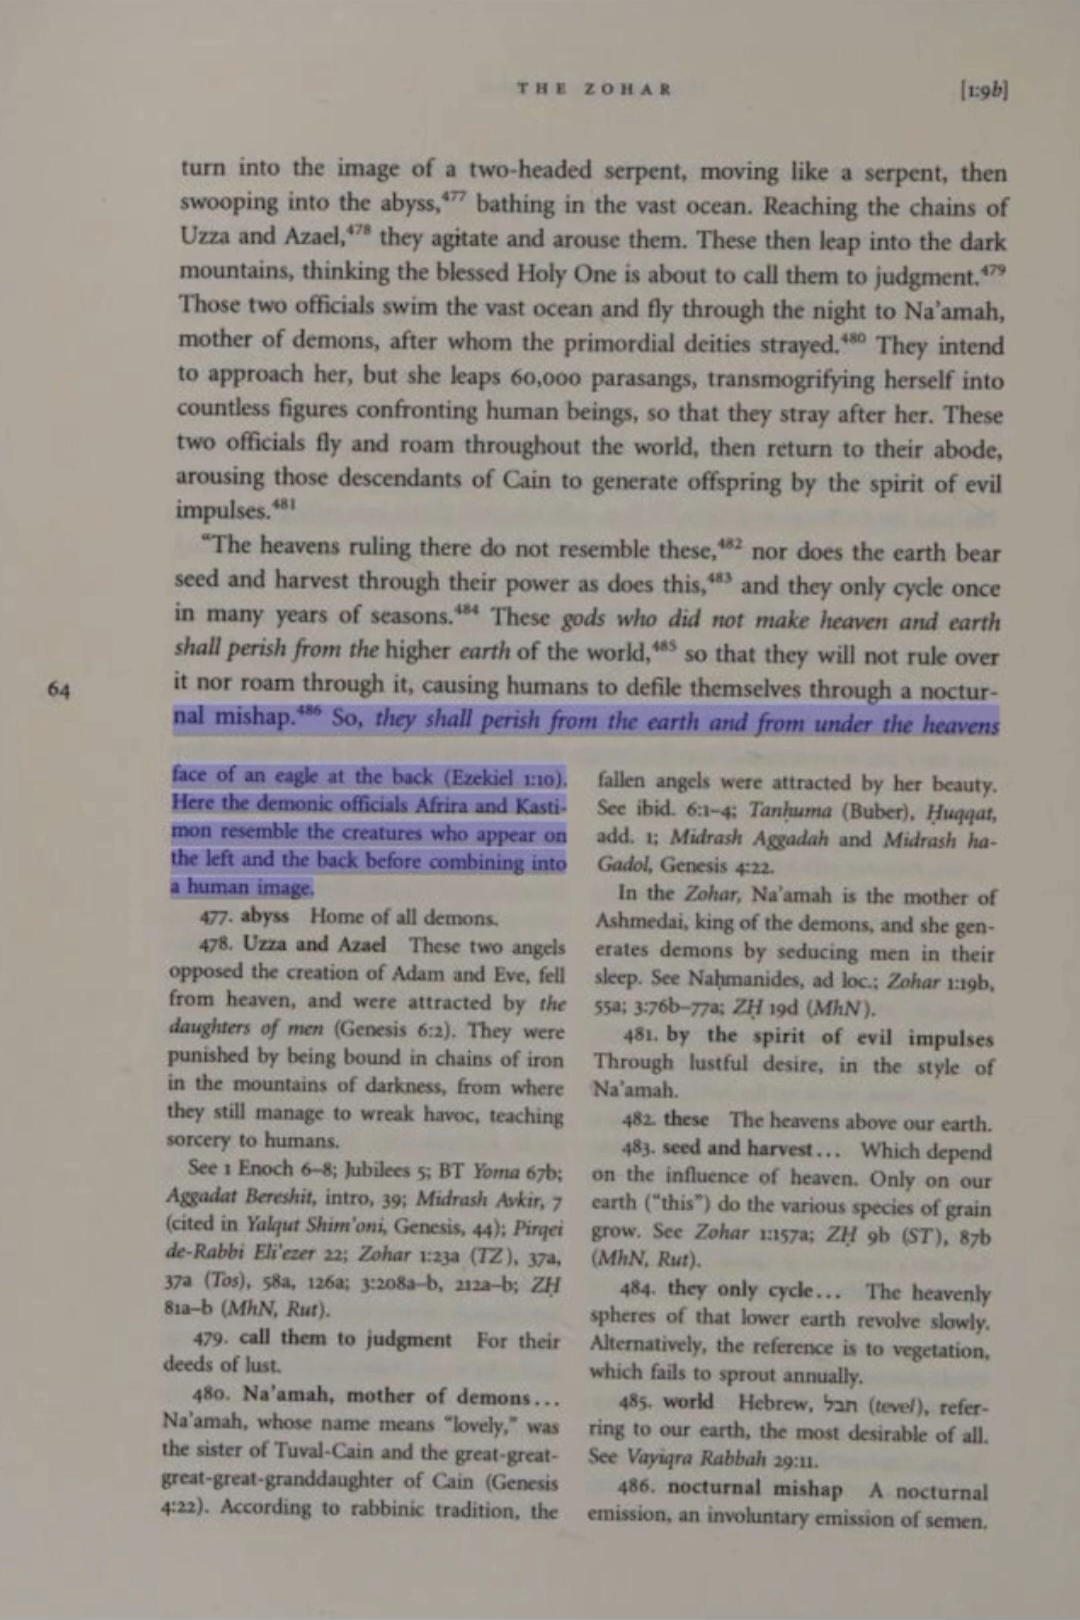 THE ZOHAR [1:9b]
turn into the image of a two-headed serpent, moving like a serpent, then
swooping into the abyss,477 bathing in the vast ocean. Reaching the chains of
Uzza and Azael,478 they agitate and arouse them. These then leap into the dark
mountains, thinking the blessed Holy One is about to call them to judgment.479
Those two officials swim the vast ocean and fly through the night to Na'amah,
mother of demons, after whom the primordial deities strayed.480 They intend
to approach her, but she leaps 60,000 parasangs, transmogrifying herself into
countless figures confronting human beings, so that they stray after her. These
two officials fly and roam throughout the world, then return to their abode,
arousing those descendants of Cain to generate offspring by the spirit of evil
impulses.481
"The heavens ruling there do not resemble these,482 nor does the earth bear
seed and harvest through their power as does this,483 and they only cycle once
in many years of seasons.484 These gods who did not make heaven and earth
shall perish from the higher earth of the world,485 so that they will not rule over
it nor roam through it, causing humans to defile themselves through a noctur-
nal mishap.486 So, they shall perish from the earth and from under the heavens
64
face of an eagle at the back (Ezekiel 1:10).
Here the demonic officials Afrira and Kasti-
mon resemble the creatures who appear on
the left and the back before combining into
a human image.
477. abyss Home of all demons.
478. Uzza and Azael These two angels
opposed the creation of Adam and Eve, fell
from heaven, and were attracted by the
daughters of men (Genesis 6:2). They were
punished by being bound in chains of iron
in the mountains of darkness, from where
they still manage to wreak havoc, teaching
sorcery to humans.
See 1 Enoch 6–8; Jubilees 5; BT Yoma 67b;
Aggadat Bereshit, intro, 39; Midrash Avkir, 7
(cited in Yalqut Shim'oni, Genesis, 44); Pirqei
de-Rabbi Eli'ezer 22; Zohar 1:23a (TZ), 37a,
37a (Tos), 58a, 126a; 3:208a–b, 212a–b; ZḤ
81a–b (MhN, Rut).
479. call them to judgment For their
deeds of lust.
480. Na'amah, mother of demons...
Na'amah, whose name means "lovely," was
the sister of Tuval-Cain and the great-great-
great-great-granddaughter of Cain (Genesis
4:22). According to rabbinic tradition, the
fallen angels were attracted by her beauty.
See ibid. 6:1–4; Tanḥuma (Buber), Ḥuqqat,
add. 1; Midrash Aggadah and Midrash ha-
Gadol, Genesis 4:22.
In the Zohar, Na'amah is the mother of
Ashmedai, king of the demons, and she gen-
erates demons by seducing men in their
sleep. See Naḥmanides, ad loc.; Zohar 1:19b,
55a; 3:76b–77a; ZḤ 19d (MhN).
481. by the spirit of evil impulses
Through lustful desire, in the style of
Na'amah.
482. these The heavens above our earth.
483. seed and harvest... Which depend
on the influence of heaven. Only on our
earth ("this") do the various species of grain
grow. See Zohar 1:157a; ZḤ 9b (ST), 87b
(MhN, Rut).
484. they only cycle... The heavenly
spheres of that lower earth revolve slowly.
Alternatively, the reference is to vegetation,
which fails to sprout annually.
485. world Hebrew, תבל (tevel), refer-
ring to our earth, the most desirable of all.
See Vayiqra Rabbah 29:11.
486. nocturnal mishap A nocturnal
emission, an involuntary emission of semen.